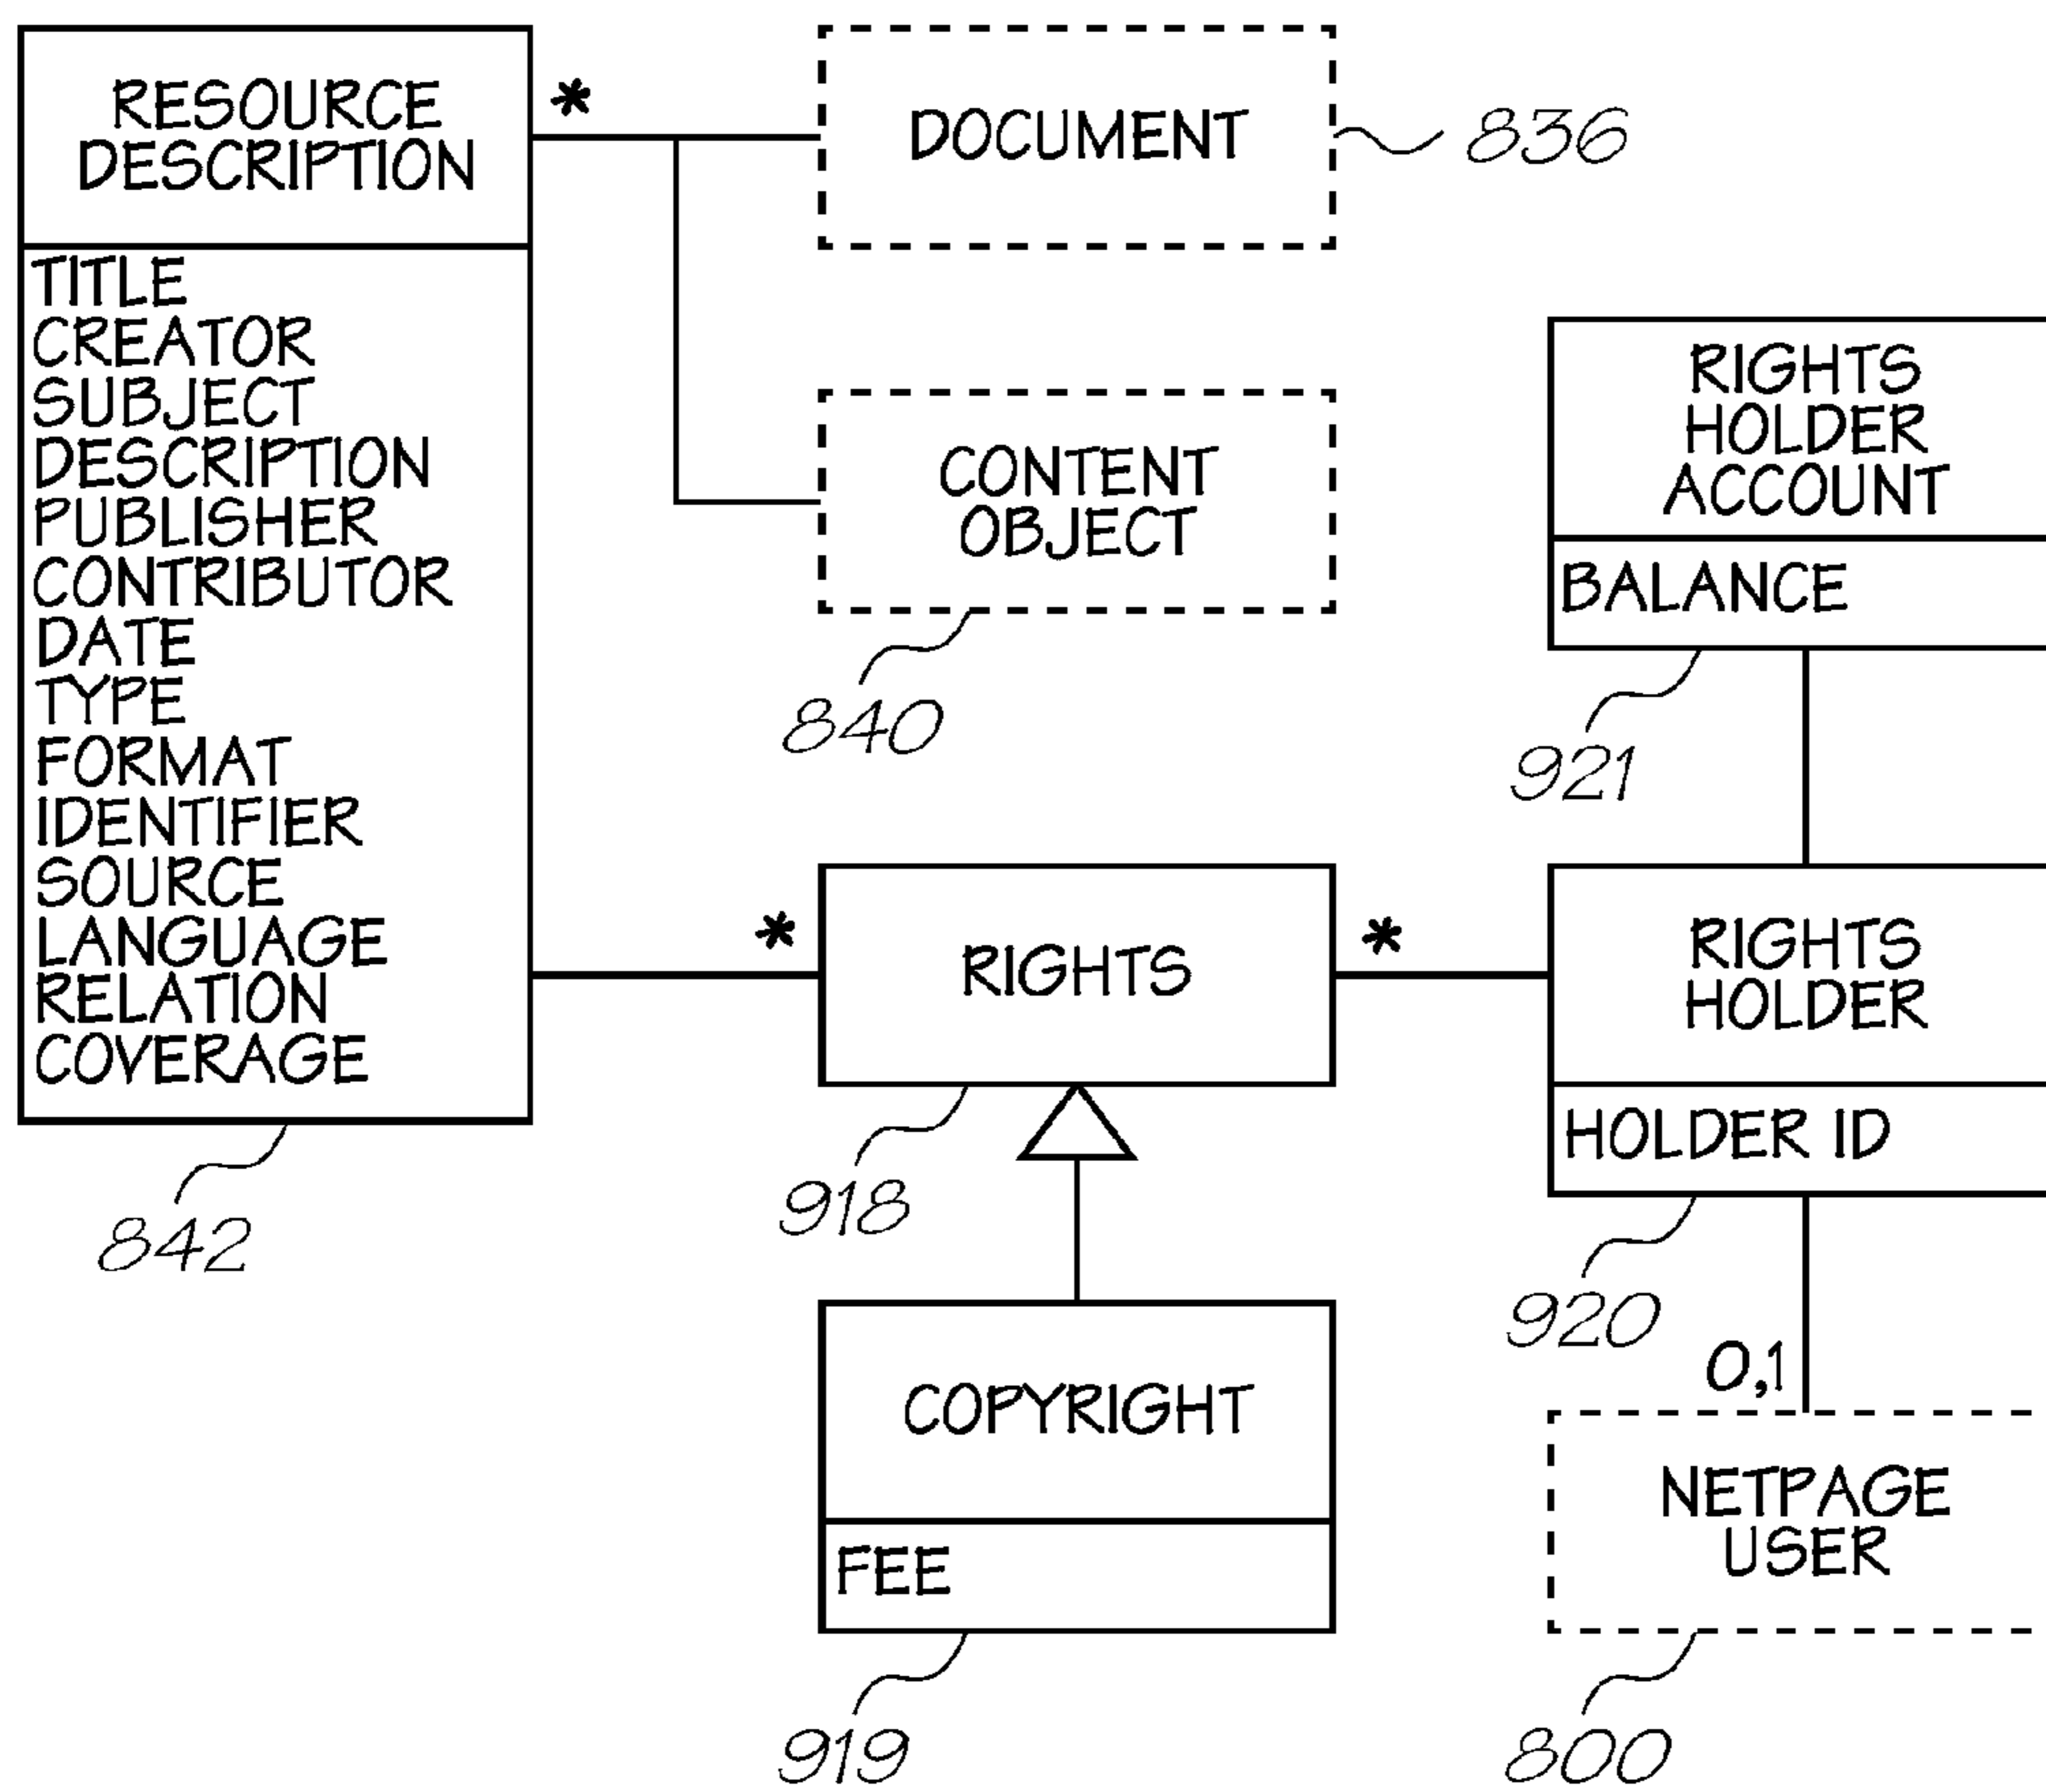 RESOURCE
DESCRIPTION
TITLE
CREATOR
SUBJECT
DESCRIPTION
PUBLISHER
CONTRIBUTOR
DATE
TYPE
FORMAT
IDENTIFIER
SOURCE
LANGUAGE
RELATION
COVERAGE
842
*
DOCUMENT
836
CONTENT
OBJECT
840
RIGHTS
HOLDER
ACCOUNT
BALANCE
921
*
RIGHTS
918
*
RIGHTS
HOLDER
HOLDER ID
920
COPYRIGHT
FEE
919
0,1
NETPAGE
USER
800